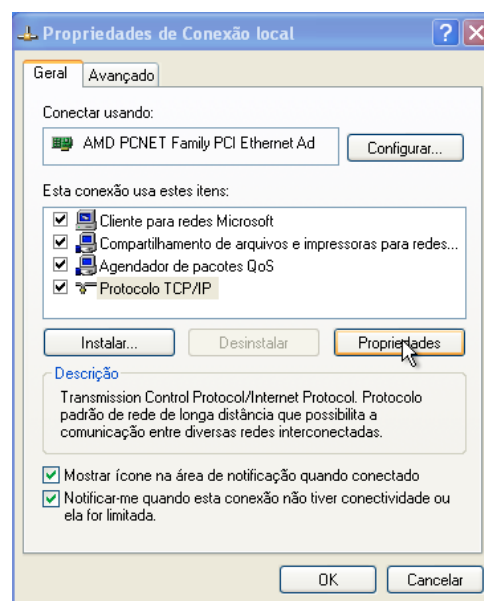 Propriedades de Conexão local
Geral
Avançado
Conectar usando:
AMD PCNET Family PCI Ethernet Ad
Configurar...
Esta conexão usa estes itens:
Cliente para redes Microsoft
Compartilhamento de arquivos e impressoras para redes...
Agendador de pacotes QoS
Protocolo TCP/IP
Instalar...
Desinstalar
Propriedades
Descrição
Transmission Control Protocol/Internet Protocol. Protocolo
padrão de rede de longa distância que possibilita a
comunicação entre diversas redes interconectadas.
Mostrar ícone na área de notificação quando conectado
Notificar-me quando esta conexão não tiver conectividade ou
ela for limitada.
OK
Cancelar